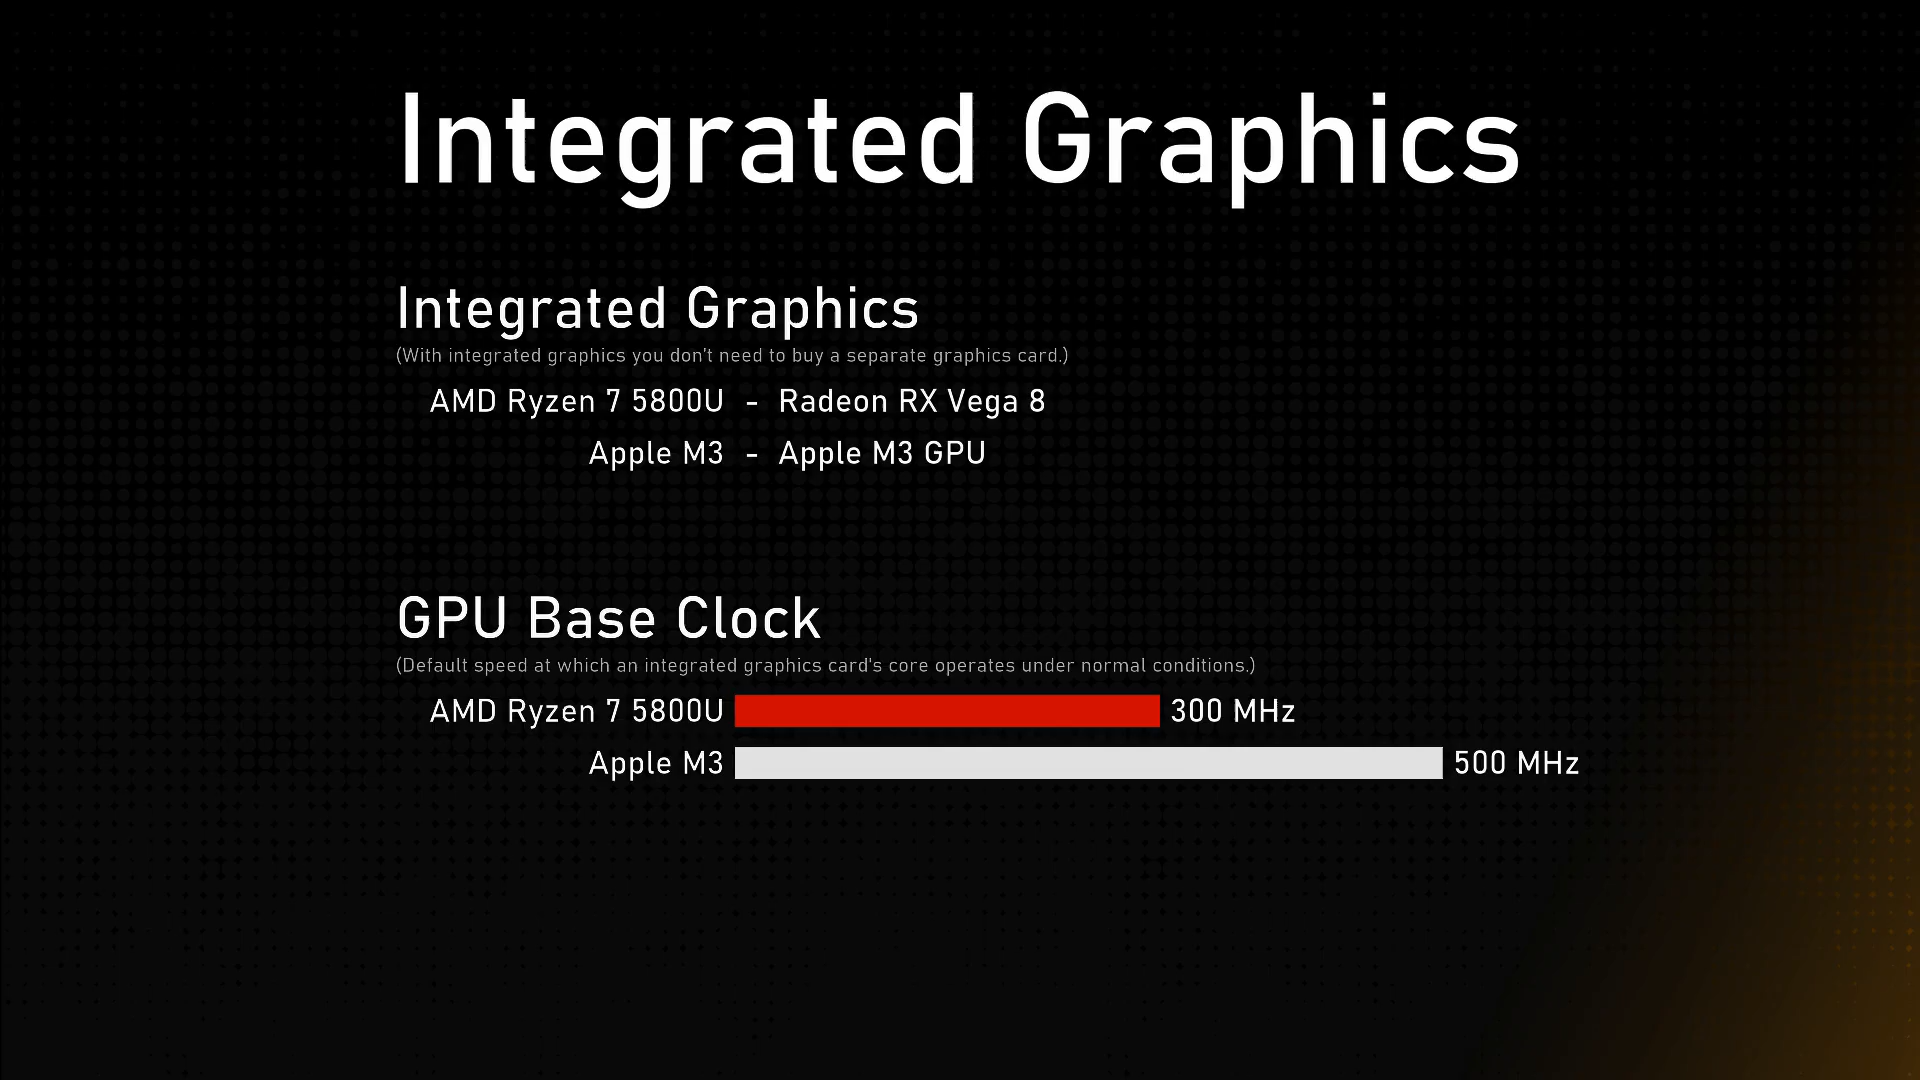 Integrated Graphics
Integrated Graphics
(With integrated graphics you don't need to buy a separate graphics card.)
AMD Ryzen 7 5800U - Radeon RX Vega 8
Apple M3 - Apple M3 GPU
GPU Base Clock
(Default speed at which an integrated graphics card's core operates under normal conditions.)
AMD Ryzen 7 5800U 300 MHz
Apple M3 500 MHz